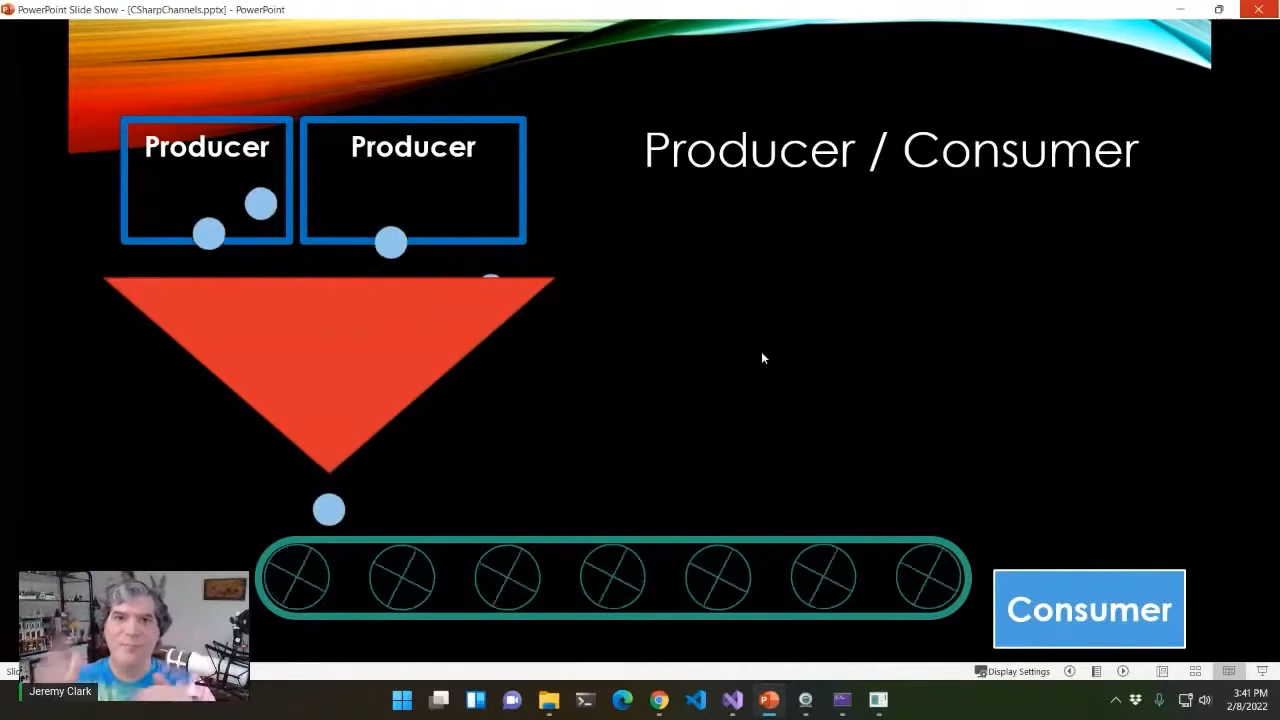 PowerPoint Slide Show - [CSharpChannels.pptx] - PowerPoint
Producer
Producer
Producer / Consumer
Consumer
Display Settings
Jeremy Clark
3:41 PM
2/8/2022